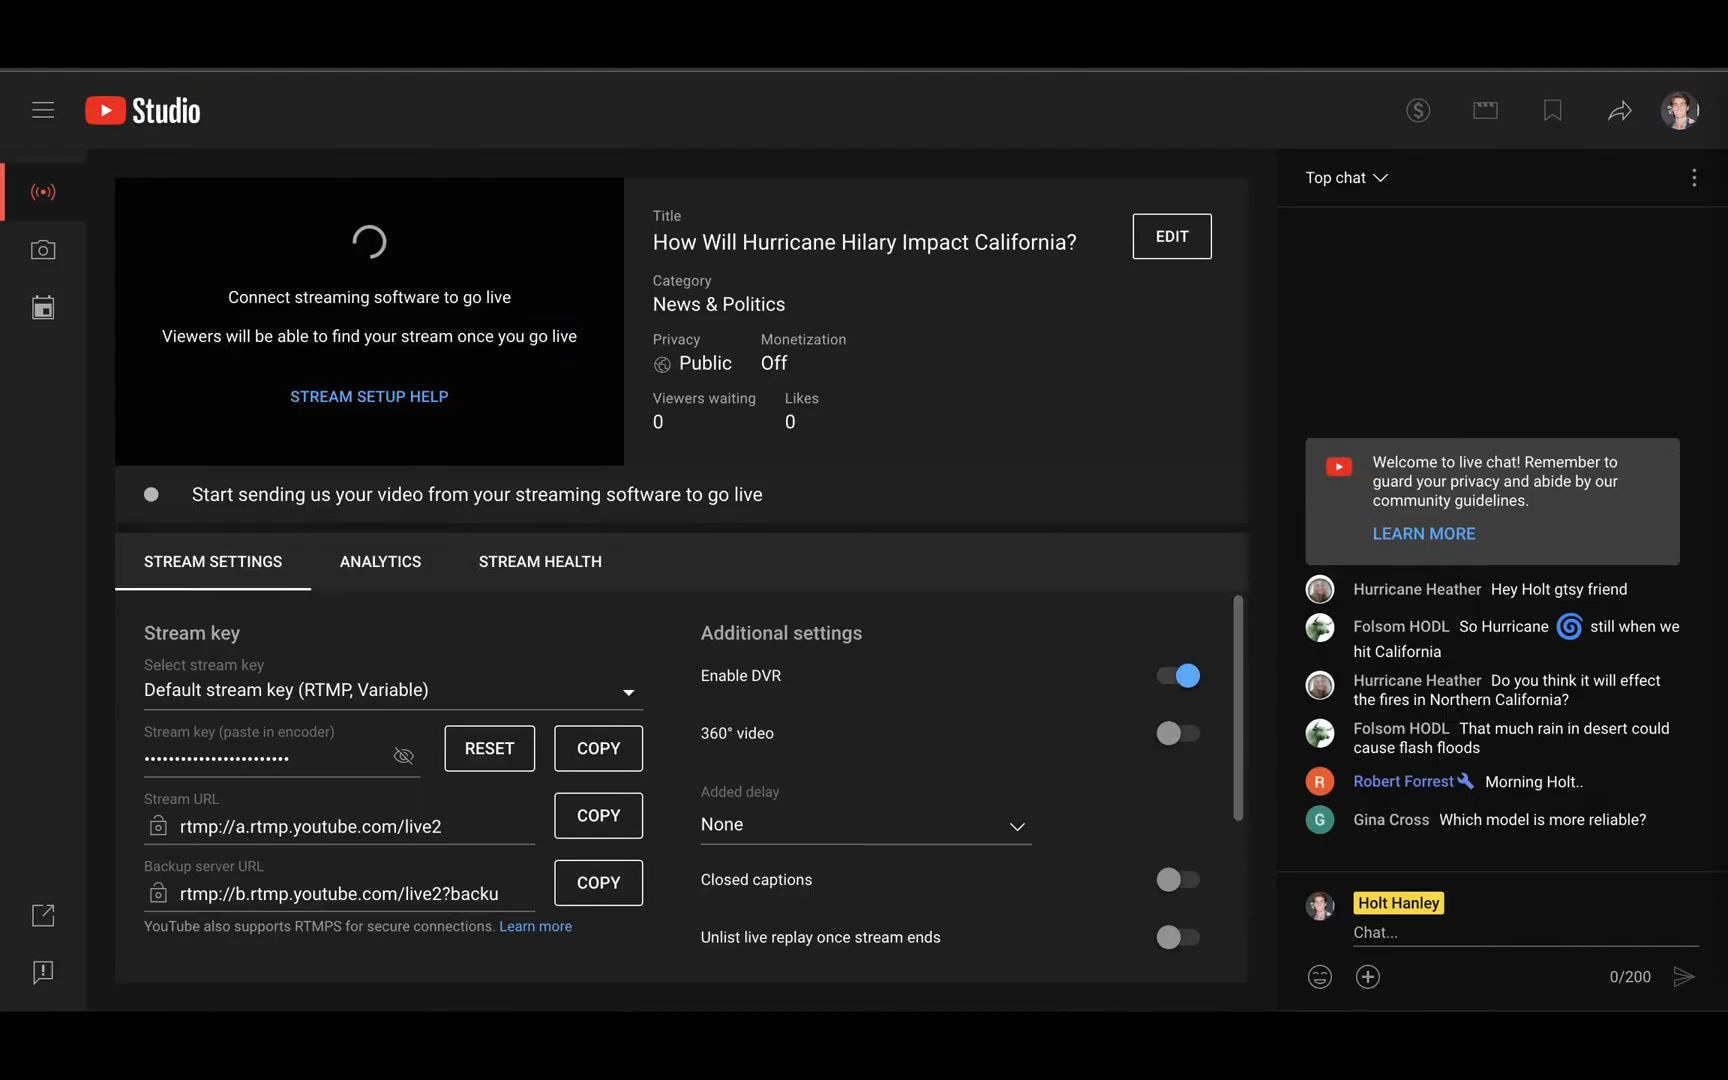 Studio
Connect streaming software to go live
Viewers will be able to find your stream once you go live
STREAM SETUP HELP
Title
How Will Hurricane Hilary Impact California?
EDIT
Category
News & Politics
Privacy Monetization
Public Off
Viewers waiting Likes
0 0
Start sending us your video from your streaming software to go live
STREAM SETTINGS ANALYTICS STREAM HEALTH
Stream key
Select stream key
Default stream key (RTMP, Variable)
Stream key (paste in encoder)
••••••••••••••••••••••••
RESET COPY
Stream URL
rtmp://a.rtmp.youtube.com/live2
COPY
Backup server URL
rtmp://b.rtmp.youtube.com/live2?backu
COPY
YouTube also supports RTMPS for secure connections. Learn more
Additional settings
Enable DVR
360° video
Added delay
None
Closed captions
Unlist live replay once stream ends
Top chat
Welcome to live chat! Remember to
guard your privacy and abide by our
community guidelines.
LEARN MORE
Hurricane Heather Hey Holt gtsy friend
Folsom HODL So Hurricane 🌀 still when we
hit California
Hurricane Heather Do you think it will effect
the fires in Northern California?
Folsom HODL That much rain in desert could
cause flash floods
R Robert Forrest Morning Holt..
G Gina Cross Which model is more reliable?
Holt Hanley
Chat...
0/200